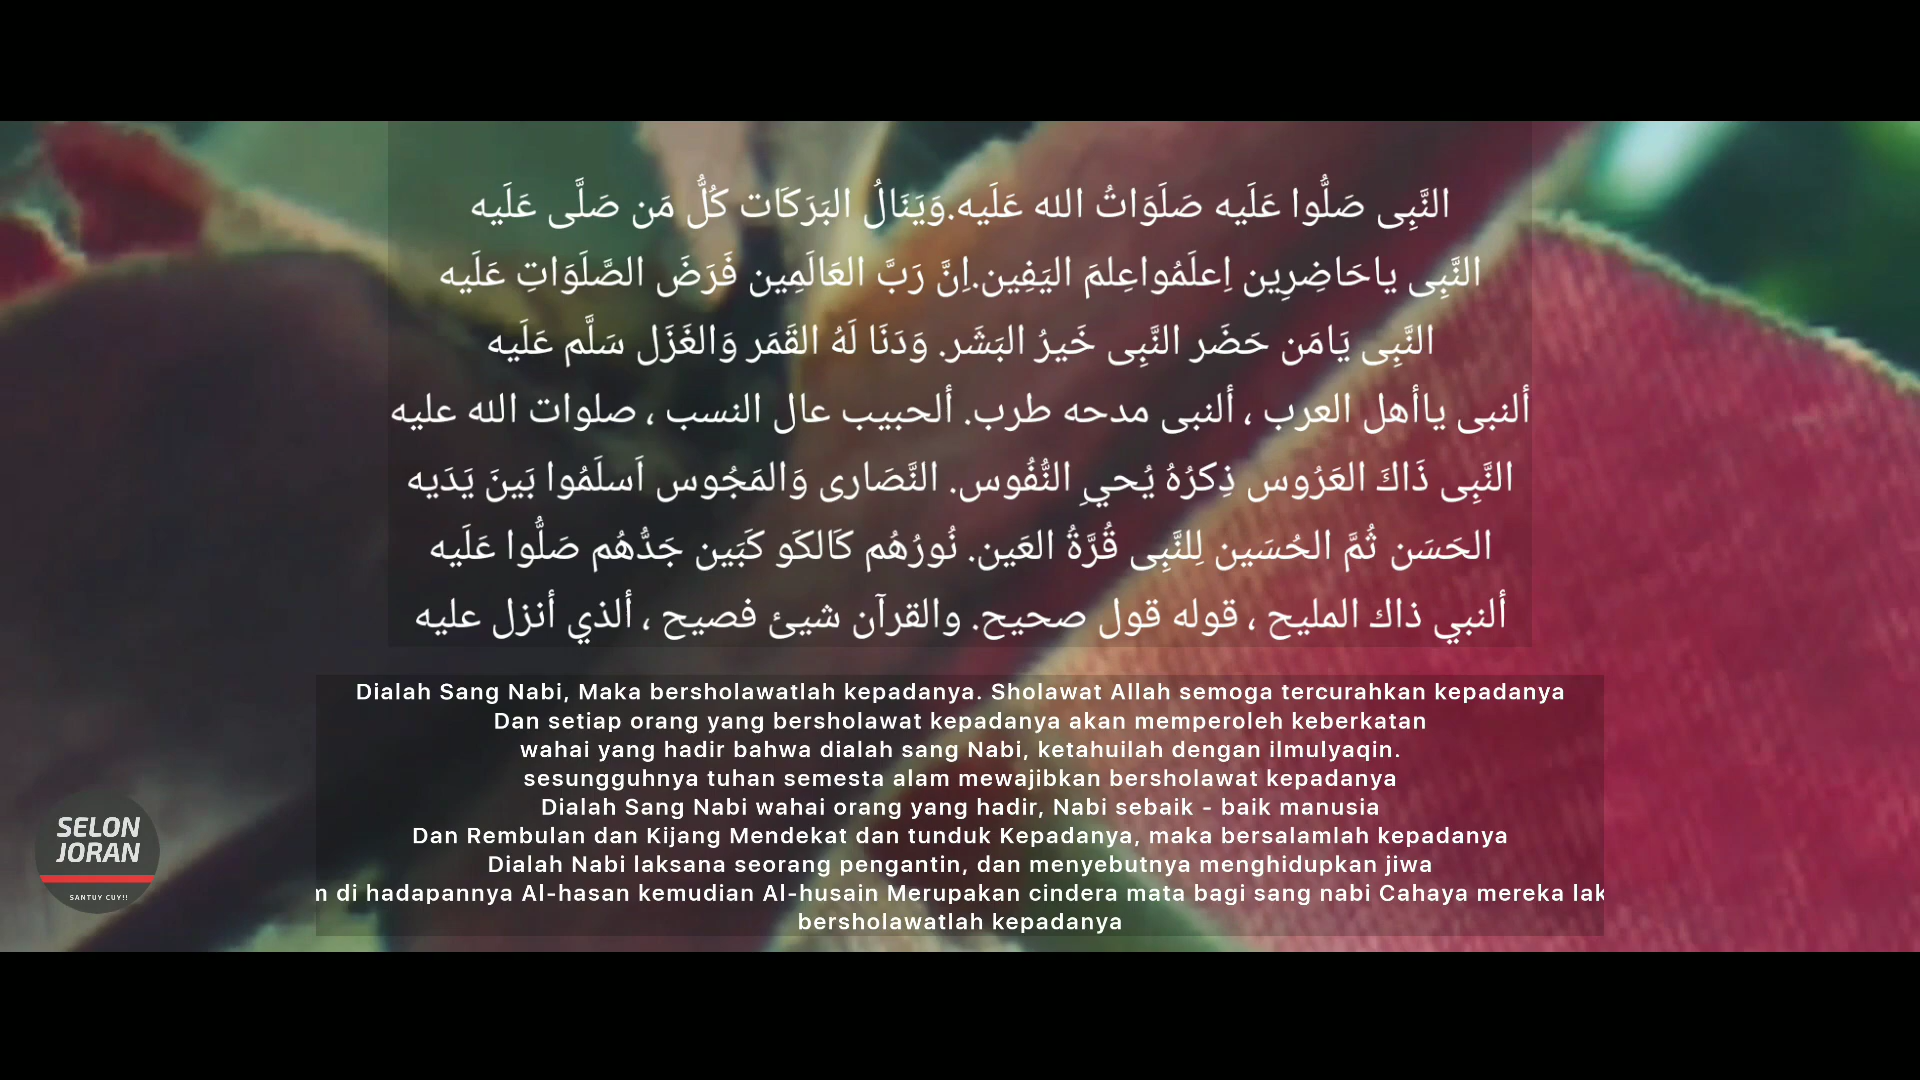 النَّبِى صَلُّوا عَلَيه صَلَوَاتُ الله عَلَيه.وَيَنَالُ البَرَكَات كُلُّ مَن صَلَّى عَلَيه
النَّبِى ياحَاضِرِين اِعلَمُواعِلمَ اليَفِين.اِنَّ رَبَّ العَالَمِين فَرَضَ الصَّلَوَاتِ عَلَيه
النَّبِى يَامَن حَضَر النَّبِى خَيرُ البَشَر. وَدَنَا لَهُ القَمَر وَالغَزَل سَلَّم عَلَيه
ألنبى ياأهل العرب ، ألنبى مدحه طرب. ألحبيب عال النسب ، صلوات الله عليه
النَّبِى ذَاكَ العَرُوس ذِكرُهُ يُحيِ النُّفُوس. النَّصَارى وَالمَجُوس اَسلَمُوا بَينَ يَدَيه
الحَسَن ثُمَّ الحُسَين لِلنَّبِى قُرَّةُ العَين. نُورُهُم كَالكَو كَبَين جَدُّهُم صَلُّوا عَلَيه
ألنبي ذاك المليح ، قوله قول صحيح. والقرآن شيئ فصيح ، ألذي أنزل عليه
Dialah Sang Nabi, Maka bersholawatlah kepadanya. Sholawat Allah semoga tercurahkan kepadanya
Dan setiap orang yang bersholawat kepadanya akan memperoleh keberkatan
wahai yang hadir bahwa dialah sang Nabi, ketahuilah dengan ilmulyaqin.
sesungguhnya tuhan semesta alam mewajibkan bersholawat kepadanya
Dialah Sang Nabi wahai orang yang hadir, Nabi sebaik - baik manusia
Dan Rembulan dan Kijang Mendekat dan tunduk Kepadanya, maka bersalamlah kepadanya
Dialah Nabi laksana seorang pengantin, dan menyebutnya menghidupkan jiwa
di hadapannya Al-hasan kemudian Al-husain Merupakan cindera mata bagi sang nabi Cahaya mereka
bersholawatlah kepadanya
SELON
JORAN
SANTUY CUY!!